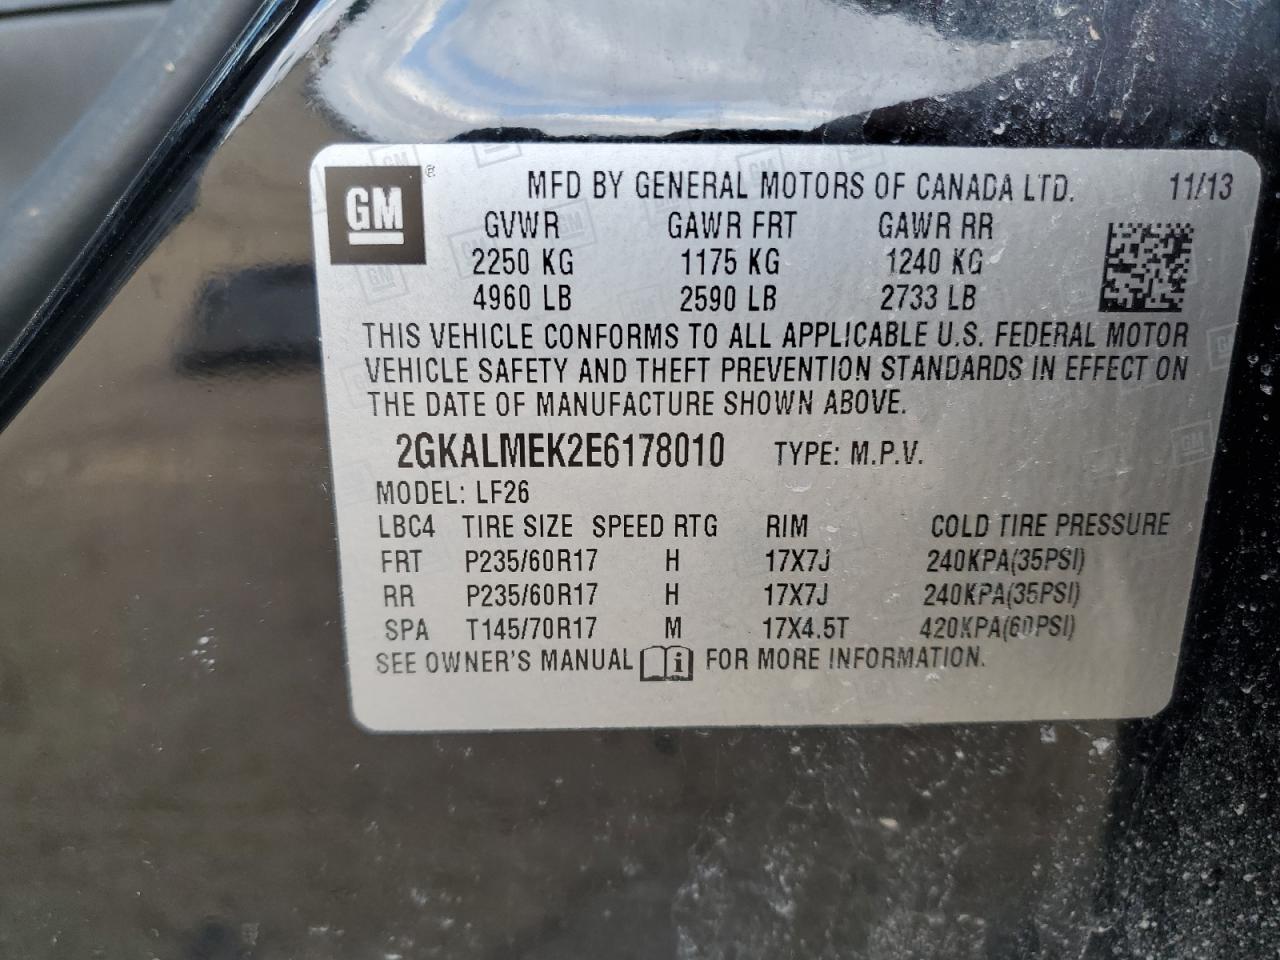 GM ® MFD BY GENERAL MOTORS OF CANADA LTD. 11/13
GVWR GAWR FRT GAWR RR
2250 KG 1175 KG 1240 KG
4960 LB 2590 LB 2733 LB
THIS VEHICLE CONFORMS TO ALL APPLICABLE U.S. FEDERAL MOTOR
VEHICLE SAFETY AND THEFT PREVENTION STANDARDS IN EFFECT ON
THE DATE OF MANUFACTURE SHOWN ABOVE.
2GKALMEK2E6178010 TYPE: M.P.V.
MODEL: LF26
LBC4 TIRE SIZE SPEED RTG RIM COLD TIRE PRESSURE
FRT P235/60R17 H 17X7J 240KPA(35PSI)
RR P235/60R17 H 17X7J 240KPA(35PSI)
SPA T145/70R17 M 17X4.5T 420KPA(60PSI)
SEE OWNER'S MANUAL i FOR MORE INFORMATION.